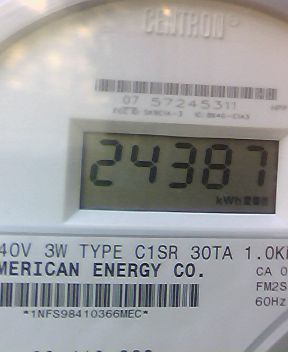 CENTRON
07 57245311
24387
kWh
40V 3W TYPE C1SR 30TA 1.0K
MERICAN ENERGY CO.
CA 0
FM2S
60Hz
*1NFS98410366MEC*